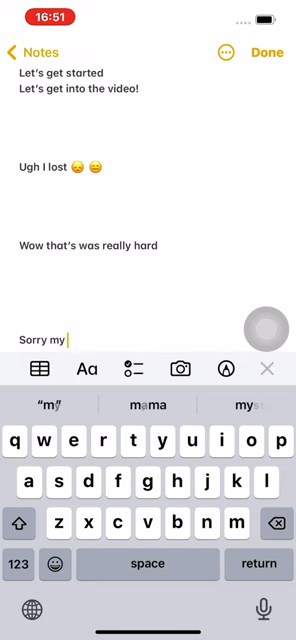 16:51
Notes
Done
Let's get started
Let's get into the video!
Ugh I lost 😞 😑
Wow that's was really hard
Sorry my
Aa
mama
q w e r t y u i o p
a s d f g h j k l
z x c v b n m
123 space return